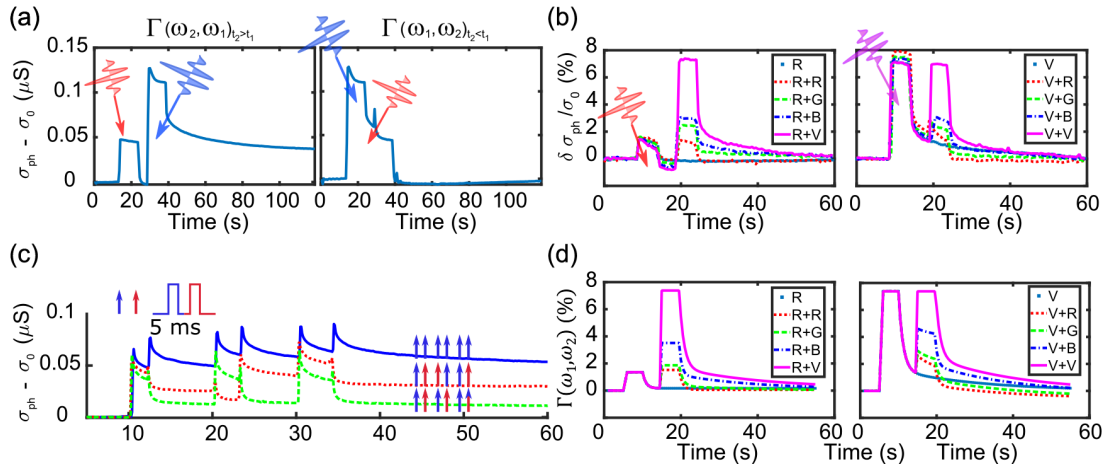 (a)
Γ (ω₂, ω₁)t₂>t₁
Γ (ω₁, ω₂)t₂<t₁
σph - σ0 (µS)
0.15
0.1
0.05
0
0 20 40 60 80 100
Time (s)
0 20 40 60 80 100
Time (s)
(b)
δ σph /σ0 (%)
8
6
4
2
0
R
R+R
R+G
R+B
R+V
0 20 40 60
Time (s)
V
V+R
V+G
V+B
V+V
0 20 40 60
Time (s)
(c)
σph - σ0 (µS)
0.1
0.05
0
5 ms
10 20 30 40 50 60
Time (s)
(d)
Γ(ω₁,ω₂) (%)
8
6
4
2
0
R
R+R
R+G
R+B
R+V
0 20 40 60
Time (s)
V
V+R
V+G
V+B
V+V
0 20 40 60
Time (s)